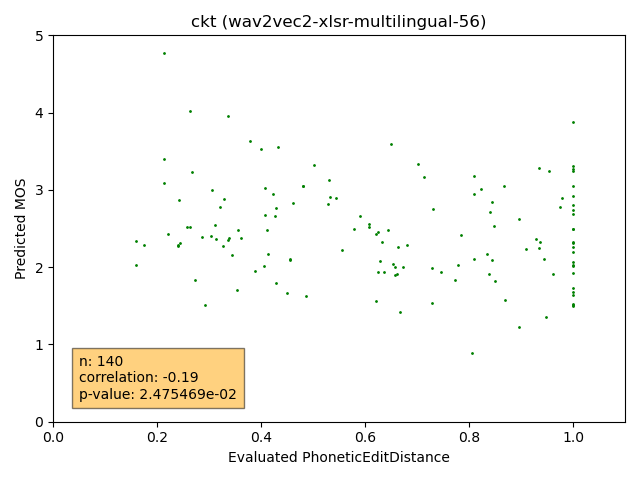 ckt (wav2vec2-xlsr-multilingual-56)
5
4
3
2
1
0
Predicted MOS
n: 140
correlation: -0.19
p-value: 2.475469e-02
0.0 0.2 0.4 0.6 0.8 1.0
Evaluated PhoneticEditDistance